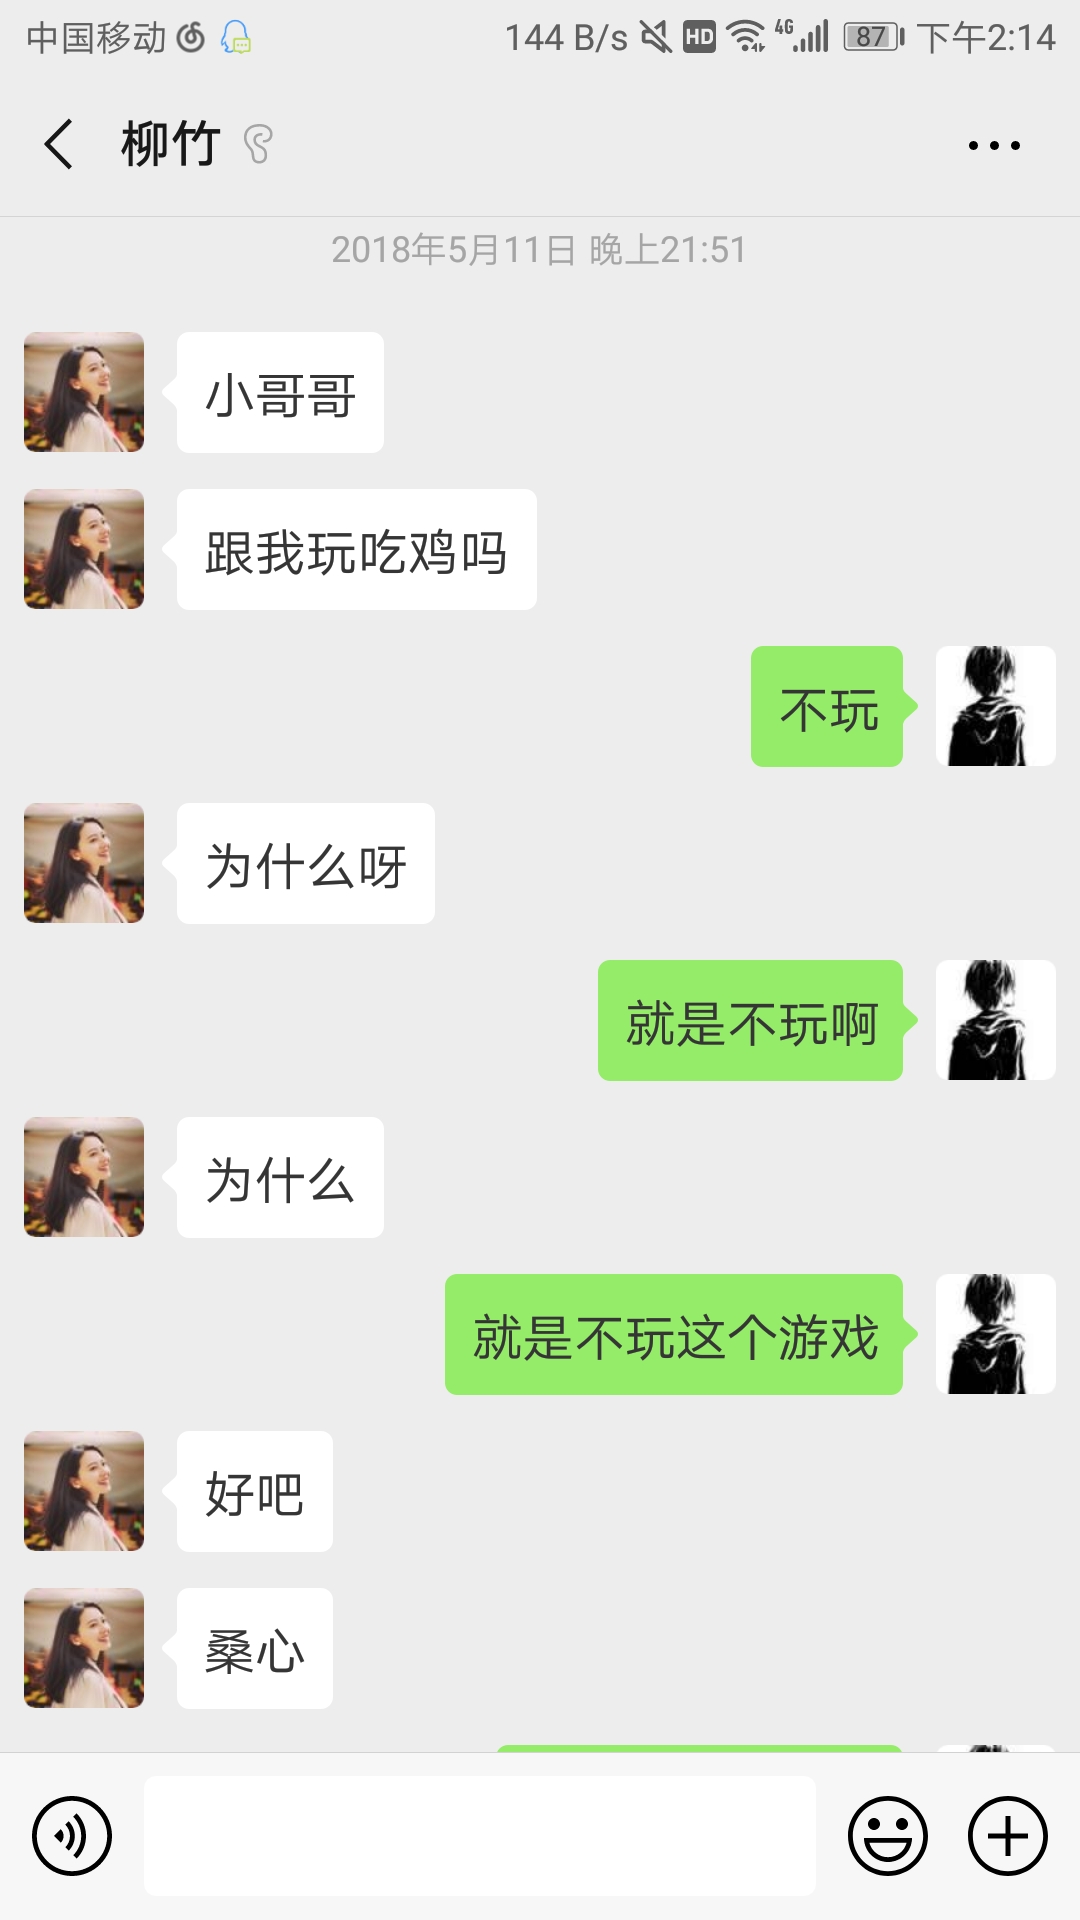 中国移动 144 B/s HD 4G 87 下午2:14
柳竹
2018年5月11日 晚上21:51
小哥哥
跟我玩吃鸡吗
不玩
为什么呀
就是不玩啊
为什么
就是不玩这个游戏
好吧
桑心